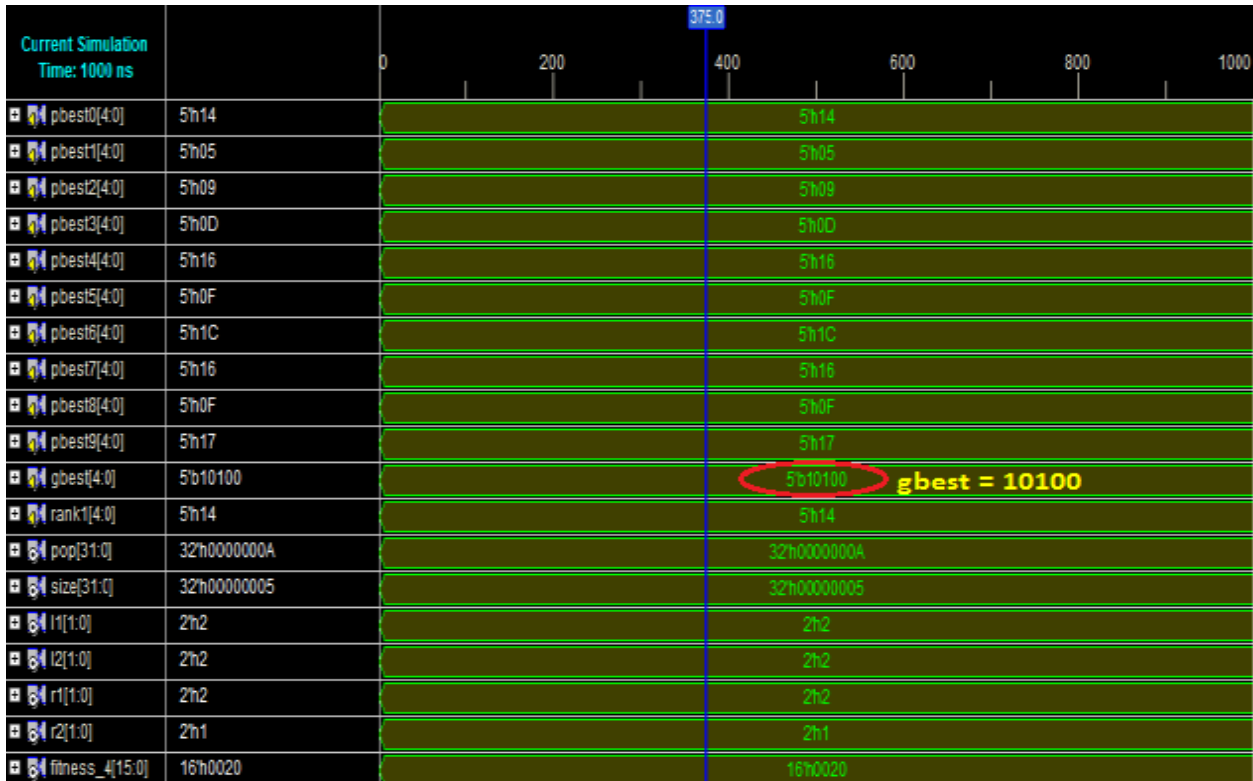 375.0
Current Simulation
Time: 1000 ns
0 200 400 600 800 1000
pbest0[4:0] 5'h14 5'h14
pbest1[4:0] 5'h05 5'h05
pbest2[4:0] 5'h09 5'h09
pbest3[4:0] 5'h0D 5'h0D
pbest4[4:0] 5'h16 5'h16
pbest5[4:0] 5'h0F 5'h0F
pbest6[4:0] 5'h1C 5'h1C
pbest7[4:0] 5'h16 5'h16
pbest8[4:0] 5'h0F 5'h0F
pbest9[4:0] 5'h17 5'h17
gbest[4:0] 5'b10100 5'b10100 gbest = 10100
rank1[4:0] 5'h14 5'h14
pop[31:0] 32'h0000000A 32'h0000000A
size[31:0] 32'h00000005 32'h00000005
l1[1:0] 2'h2 2'h2
l2[1:0] 2'h2 2'h2
r1[1:0] 2'h2 2'h2
r2[1:0] 2'h1 2'h1
fitness_4[15:0] 16'h0020 16'h0020